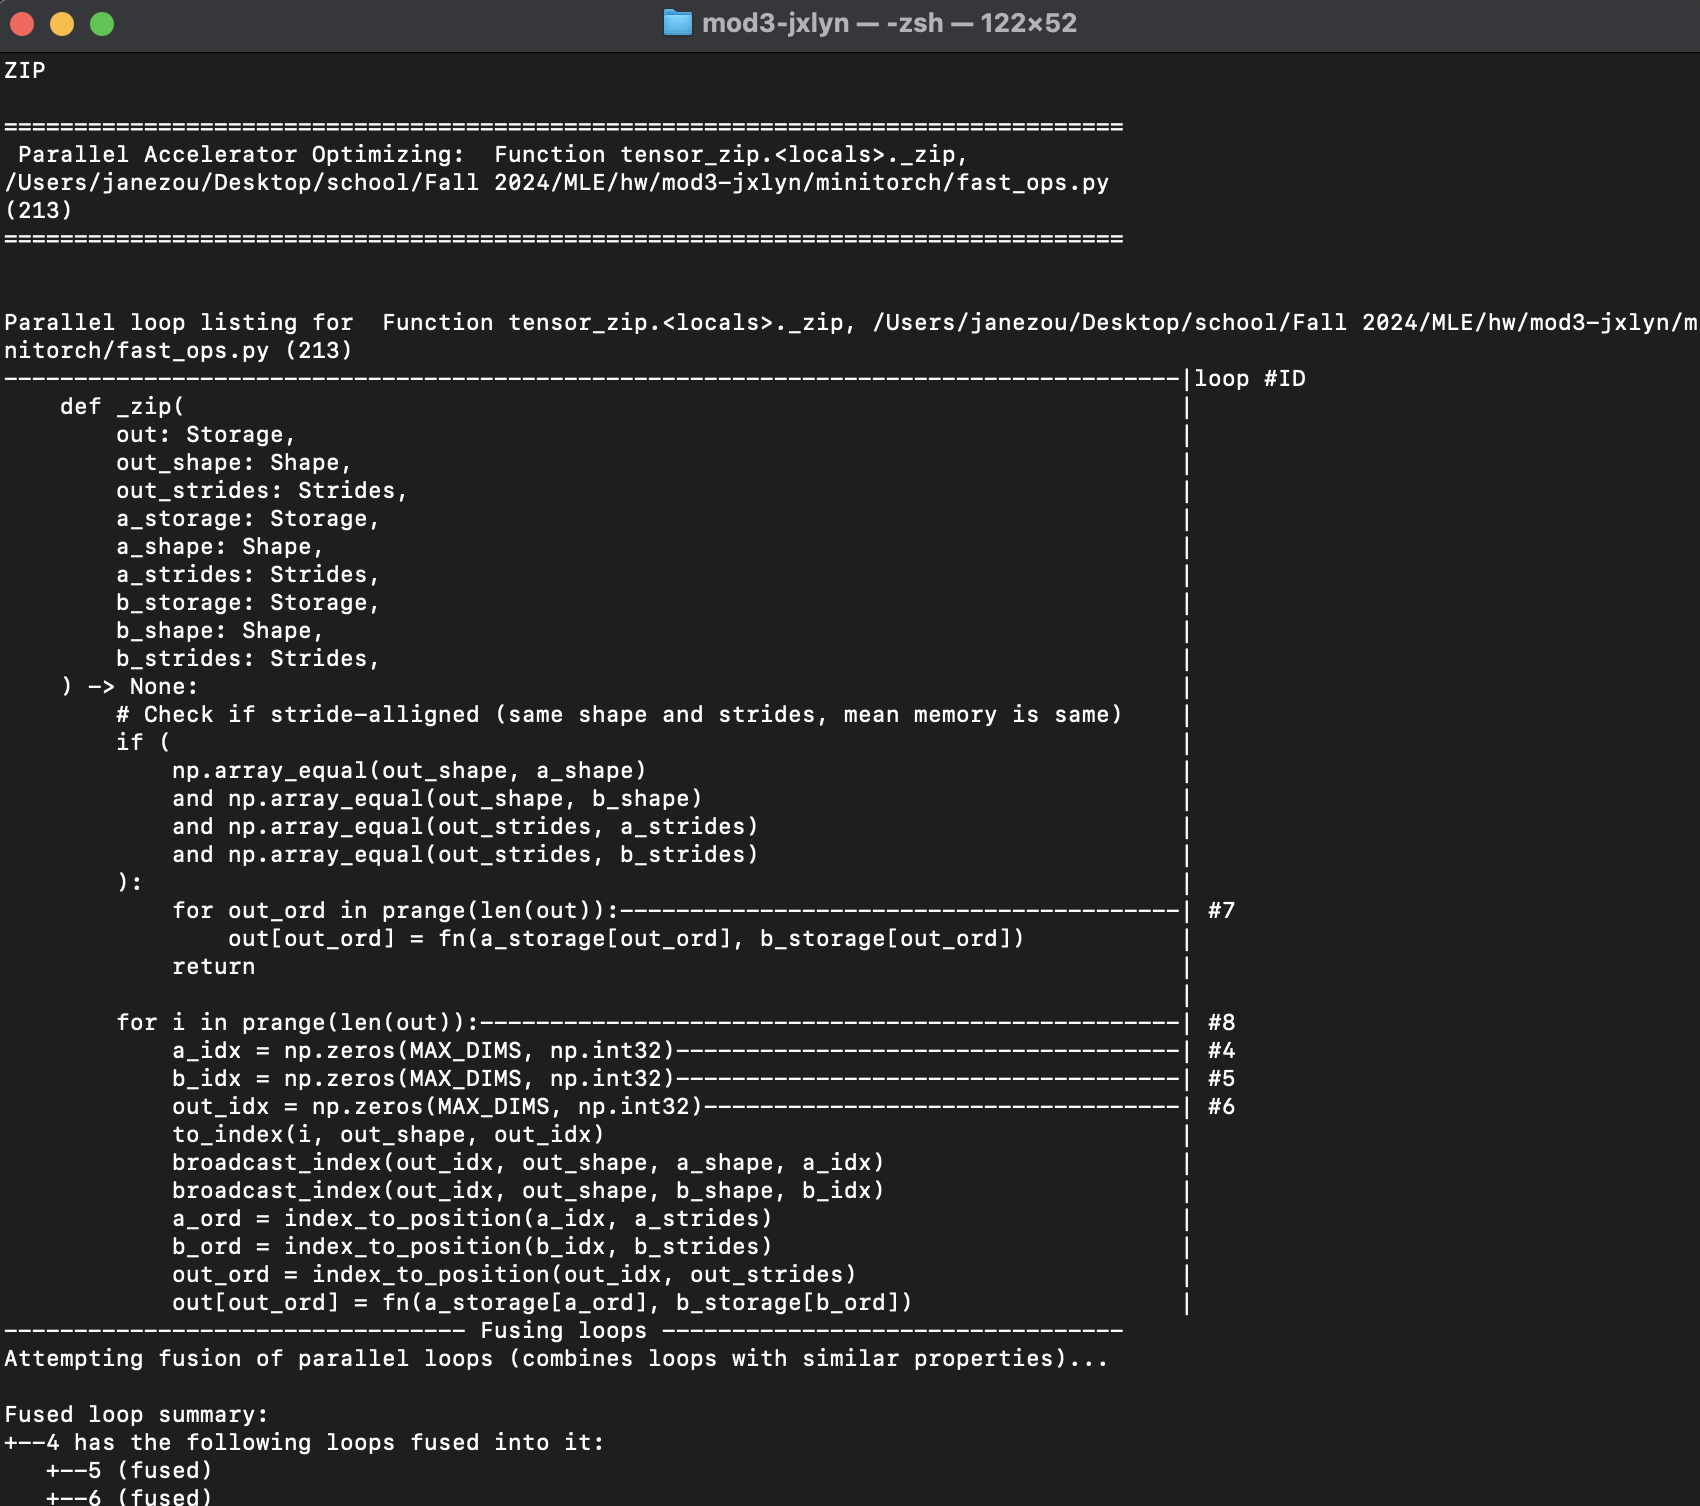 mod3-jxlyn — -zsh — 122×52
ZIP
================================================================================
 Parallel Accelerator Optimizing:  Function tensor_zip.<locals>._zip,
/Users/janezou/Desktop/school/Fall 2024/MLE/hw/mod3-jxlyn/minitorch/fast_ops.py
(213)
================================================================================
Parallel loop listing for  Function tensor_zip.<locals>._zip, /Users/janezou/Desktop/school/Fall 2024/MLE/hw/mod3-jxlyn/m
nitorch/fast_ops.py (213)
------------------------------------------------------------------------------------|loop #ID
    def _zip(                                                                       |
        out: Storage,                                                               |
        out_shape: Shape,                                                           |
        out_strides: Strides,                                                       |
        a_storage: Storage,                                                         |
        a_shape: Shape,                                                             |
        a_strides: Strides,                                                         |
        b_storage: Storage,                                                         |
        b_shape: Shape,                                                             |
        b_strides: Strides,                                                         |
    ) -> None:                                                                      |
        # Check if stride-alligned (same shape and strides, mean memory is same)    |
        if (                                                                        |
            np.array_equal(out_shape, a_shape)                                      |
            and np.array_equal(out_shape, b_shape)                                  |
            and np.array_equal(out_strides, a_strides)                              |
            and np.array_equal(out_strides, b_strides)                              |
        ):                                                                          |
            for out_ord in prange(len(out)):----------------------------------------| #7
                out[out_ord] = fn(a_storage[out_ord], b_storage[out_ord])           |
            return                                                                  |
                                                                                    |
        for i in prange(len(out)):--------------------------------------------------| #8
            a_idx = np.zeros(MAX_DIMS, np.int32)------------------------------------| #4
            b_idx = np.zeros(MAX_DIMS, np.int32)------------------------------------| #5
            out_idx = np.zeros(MAX_DIMS, np.int32)----------------------------------| #6
            to_index(i, out_shape, out_idx)                                         |
            broadcast_index(out_idx, out_shape, a_shape, a_idx)                     |
            broadcast_index(out_idx, out_shape, b_shape, b_idx)                     |
            a_ord = index_to_position(a_idx, a_strides)                             |
            b_ord = index_to_position(b_idx, b_strides)                             |
            out_ord = index_to_position(out_idx, out_strides)                       |
            out[out_ord] = fn(a_storage[a_ord], b_storage[b_ord])                   |
--------------------------------- Fusing loops ---------------------------------
Attempting fusion of parallel loops (combines loops with similar properties)...
Fused loop summary:
+--4 has the following loops fused into it:
   +--5 (fused)
   +--6 (fused)